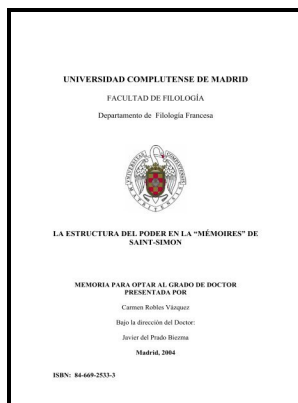 UNIVERSIDAD COMPLUTENSE DE MADRID
FACULTAD DE FILOLOGÍA
Departamento de Filología Francesa
LA ESTRUCTURA DEL PODER EN LA “MÉMOIRES” DE
SAINT-SIMON
MEMORIA PARA OPTAR AL GRADO DE DOCTOR
PRESENTADA POR
Carmen Robles Vázquez
Bajo la dirección del Doctor:
Javier del Prado Biezma
Madrid, 2004
ISBN: 84-669-2533-3